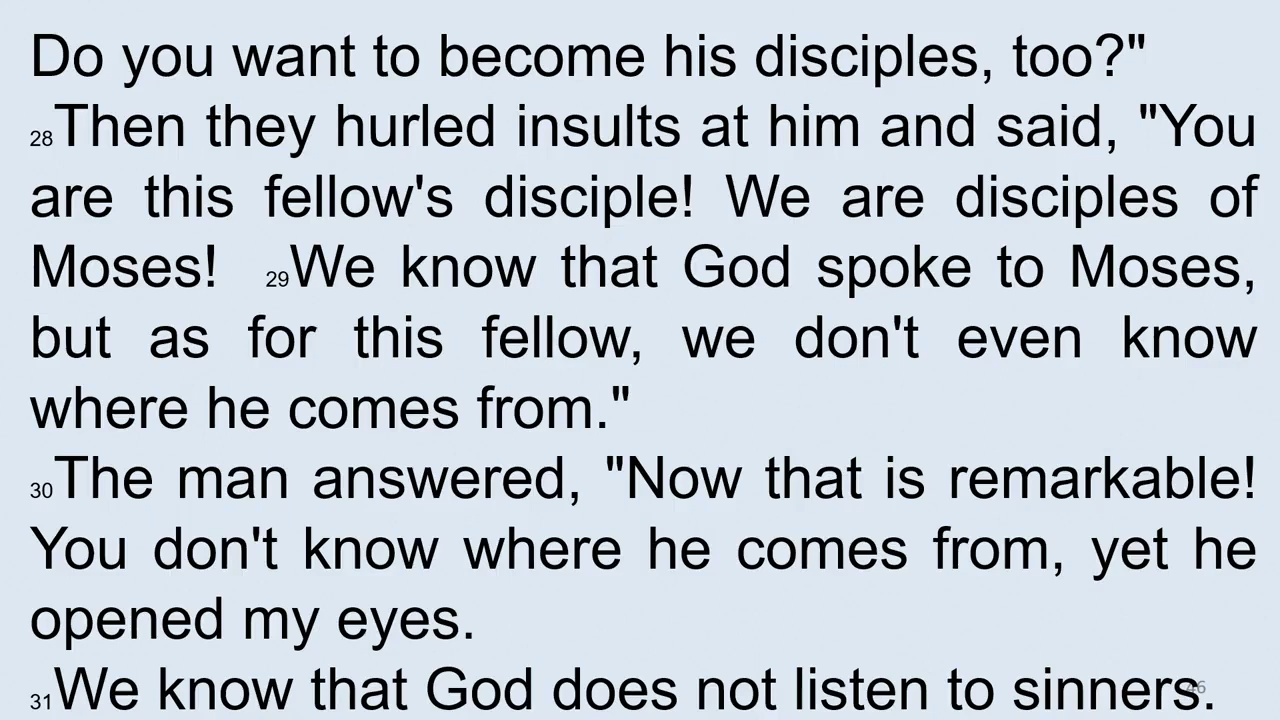 Do you want to become his disciples, too?"
28Then they hurled insults at him and said, "You
are this fellow's disciple! We are disciples of
Moses! 29We know that God spoke to Moses,
but as for this fellow, we don't even know
where he comes from."
30The man answered, "Now that is remarkable!
You don't know where he comes from, yet he
opened my eyes.
31We know that God does not listen to sinners.
46